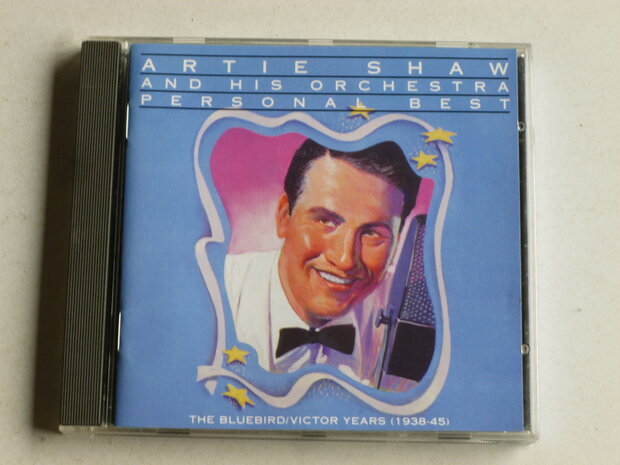 ARTIE SHAW
AND HIS ORCHESTRA
PERSONAL BEST
THE BLUEBIRD/VICTOR YEARS (1938-45)